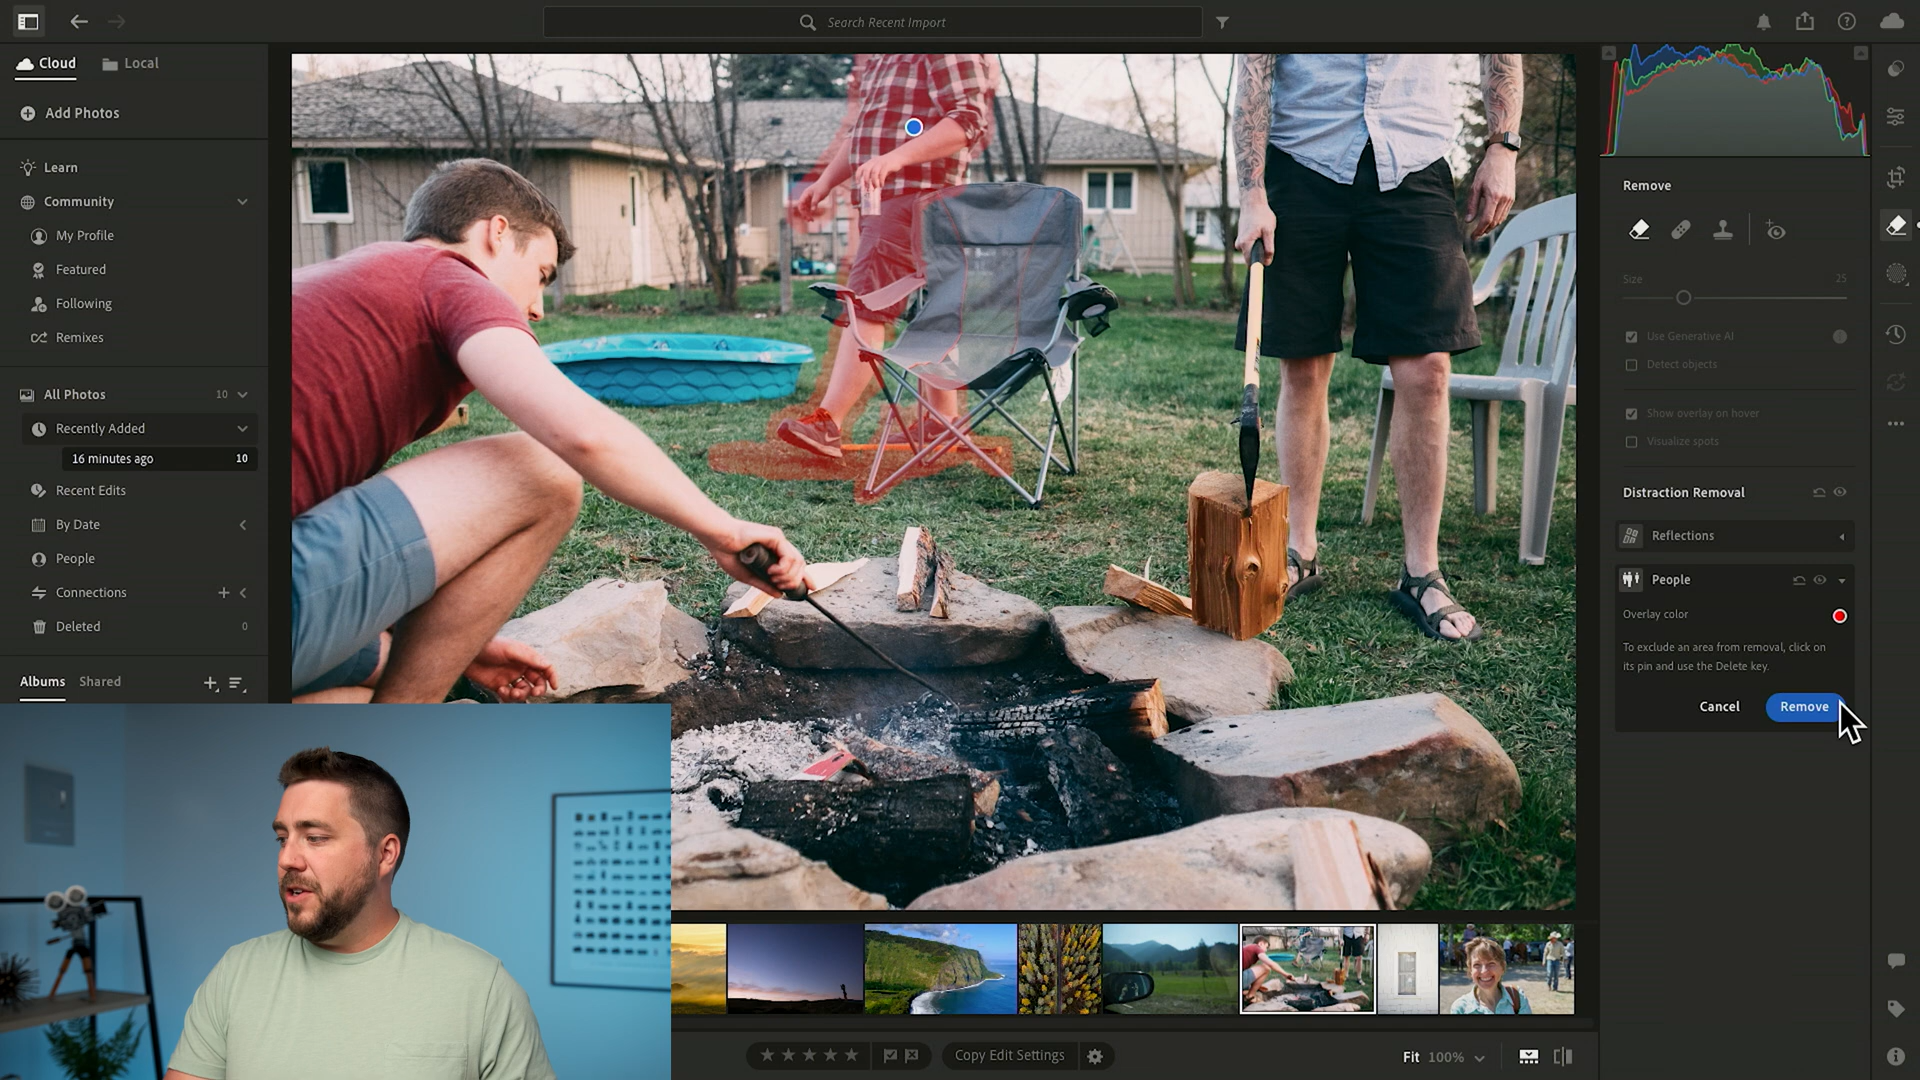 Search Recent Import
Cloud
Local
Add Photos
Learn
Community
My Profile
Featured
Following
Remixes
All Photos 10
Recently Added
16 minutes ago 10
Recent Edits
By Date
People
Connections
Deleted 0
Albums
Shared
Remove
Size 25
Use Generative AI
Detect objects
Show overlay on hover
Visualize spots
Distraction Removal
Reflections
People
Overlay color
To exclude an area from removal, click on
its pin and use the Delete key.
Cancel
Remove
Copy Edit Settings
Fit 100%